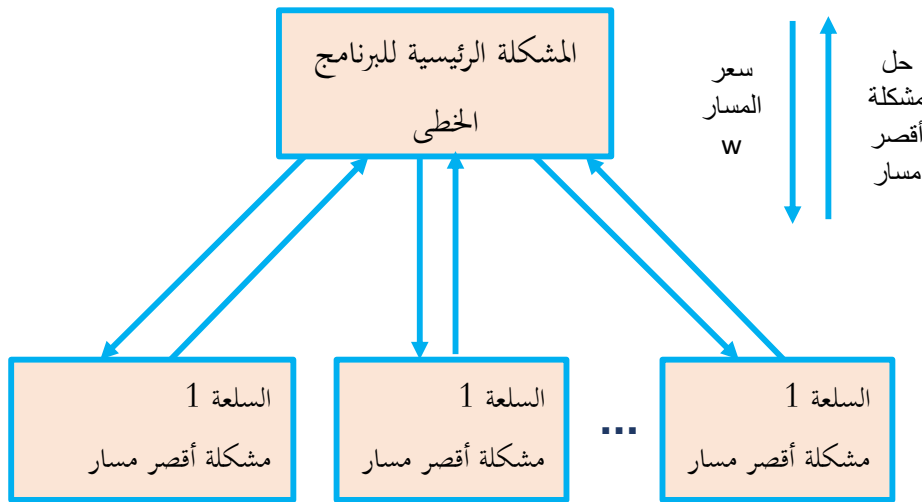 المشكلة الرئيسية للبرنامج
الخطى
سعر
المسار
w
حل
مشكلة
أقصر
مسار
السلعة 1
مشكلة أقصر مسار
السلعة 1
مشكلة أقصر مسار
...
السلعة 1
مشكلة أقصر مسار